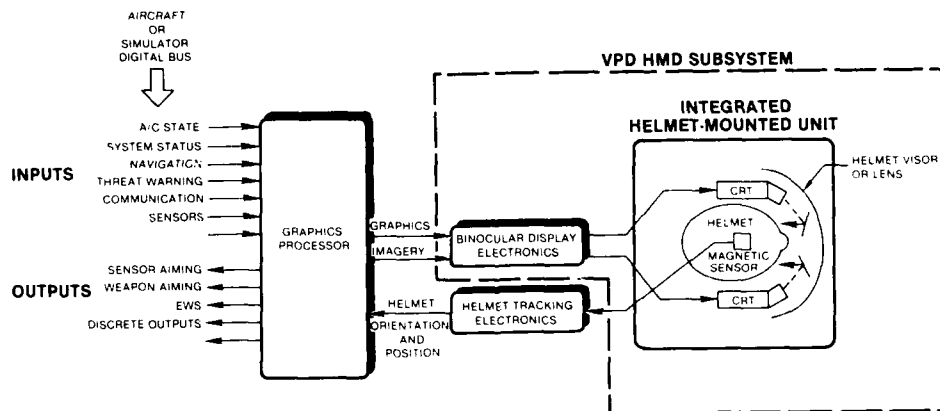 AIRCRAFT
OR
SIMULATOR
DIGITAL BUS
INPUTS
A/C STATE
SYSTEM STATUS
NAVIGATION
THREAT WARNING
COMMUNICATION
SENSORS
OUTPUTS
SENSOR AIMING
WEAPON AIMING
EWS
DISCRETE OUTPUTS
GRAPHICS
PROCESSOR
GRAPHICS
IMAGERY
HELMET
ORIENTATION
AND
POSITION
VPD HMD SUBSYSTEM
BINOCULAR DISPLAY
ELECTRONICS
HELMET TRACKING
ELECTRONICS
INTEGRATED
HELMET-MOUNTED UNIT
CRT
HELMET
MAGNETIC
SENSOR
CRT
HELMET VISOR
OR LENS